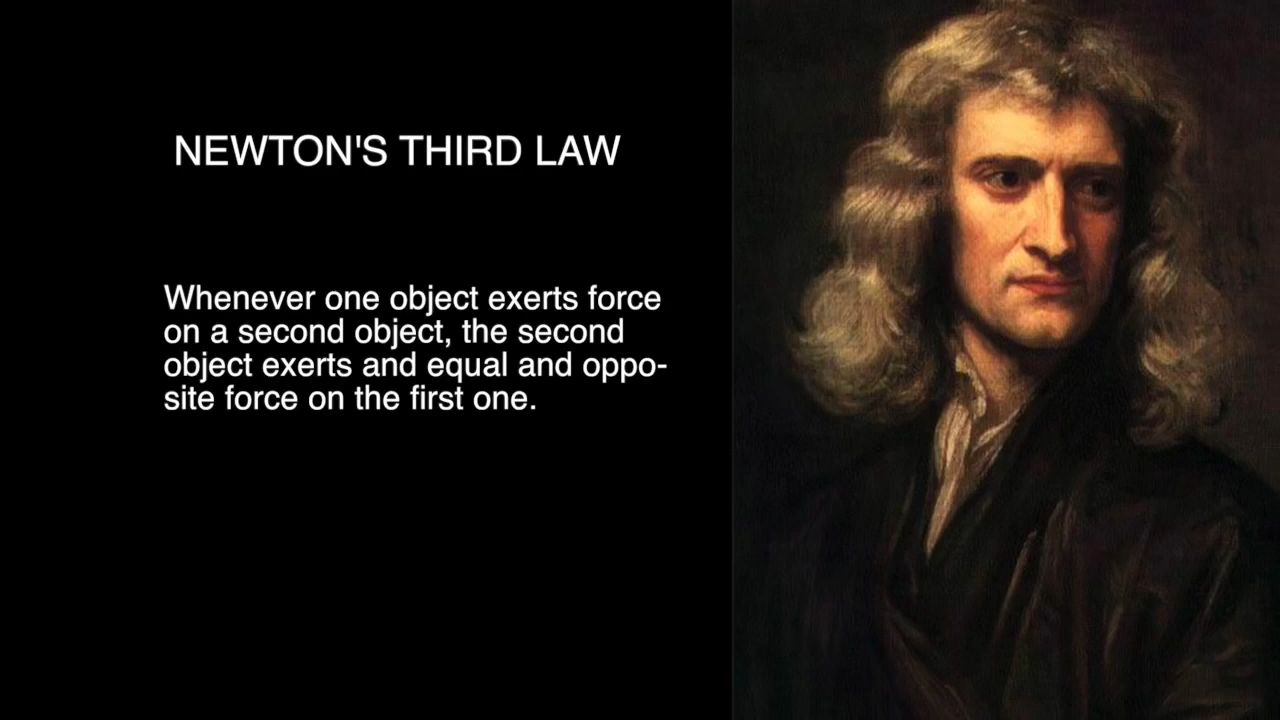 NEWTON'S THIRD LAW
Whenever one object exerts force
on a second object, the second
object exerts and equal and oppo-
site force on the first one.